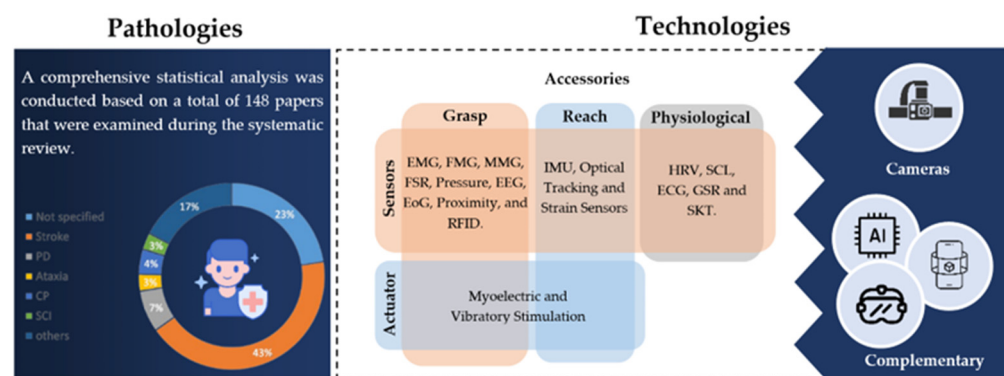 Pathologies
A comprehensive statistical analysis was
conducted based on a total of 148 papers
that were examined during the systematic
review.
Not specified
Stroke
PD
Ataxia
CP
SCI
others
23%
43%
7%
3%
4%
3%
17%
Technologies
Accessories
Grasp
Reach
Physiological
Sensors
EMG, FMG, MMG,
FSR, Pressure, EEG,
EoG, Proximity, and
RFID.
IMU, Optical
Tracking and
Strain Sensors
HRV, SCL,
ECG, GSR and
SKT.
Actuator
Myoelectric and
Vibratory Stimulation
Cameras
AI
Complementary